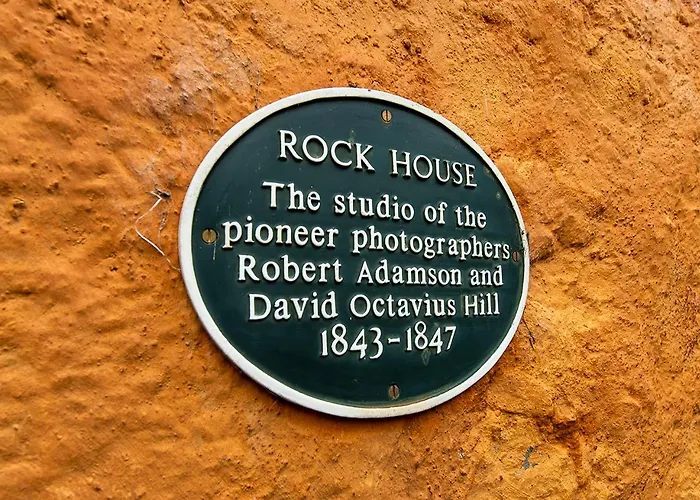 ROCK HOUSE
The studio of the
pioneer photographers
Robert Adamson and
David Octavius Hill
1843-1847